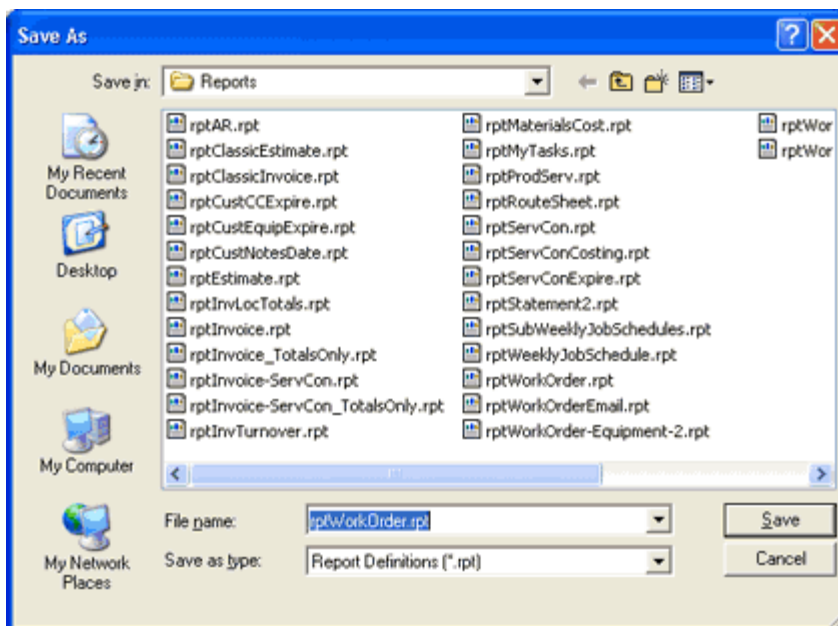 Save As
Save in: Reports
My Recent Documents
Desktop
My Documents
My Computer
My Network Places
rptAR.rpt
rptClassicEstimate.rpt
rptClassicInvoice.rpt
rptCustCCExpire.rpt
rptCustEquipExpire.rpt
rptCustNotesDate.rpt
rptEstimate.rpt
rptInvLocTotals.rpt
rptInvoice.rpt
rptInvoice_TotalsOnly.rpt
rptInvoice-ServCon.rpt
rptInvoice-ServCon_TotalsOnly.rpt
rptInvTurnover.rpt
rptMaterialsCost.rpt
rptMyTasks.rpt
rptProdServ.rpt
rptRouteSheet.rpt
rptServCon.rpt
rptServConCosting.rpt
rptServConExpire.rpt
rptStatement2.rpt
rptSubWeeklyJobSchedules.rpt
rptWeeklyJobSchedule.rpt
rptWorkOrder.rpt
rptWorkOrderEmail.rpt
rptWorkOrder-Equipment-2.rpt
rptWor
rptWor
File name: rptWorkOrder.rpt
Save
Save as type: Report Definitions (*.rpt)
Cancel